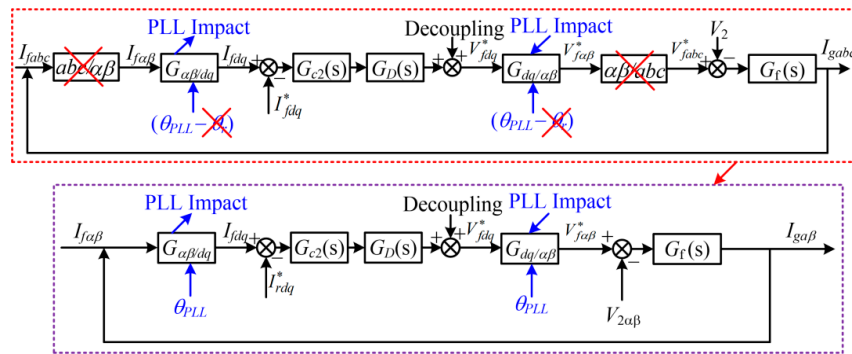 PLL Impact
Decoupling
PLL Impact
V₂
I_fabc
abc/αβ
I_fαβ
G_αβ/dq
I_fdq
+
−
G_c2(s)
G_D(s)
+
+
V*_fdq
G_dq/αβ
V*_fαβ
αβ/abc
V*_fabc
+
−
G_f(s)
I_gabc
(θ_PLL − θ_r)
I*_fdq
(θ_PLL − θ_r)
PLL Impact
Decoupling
PLL Impact
I_fαβ
G_αβ/dq
I_fdq
+
−
G_c2(s)
G_D(s)
+
+
V*_fdq
G_dq/αβ
V*_fαβ
+
−
G_f(s)
I_gaβ
θ_PLL
I*_rdq
θ_PLL
V_2αβ